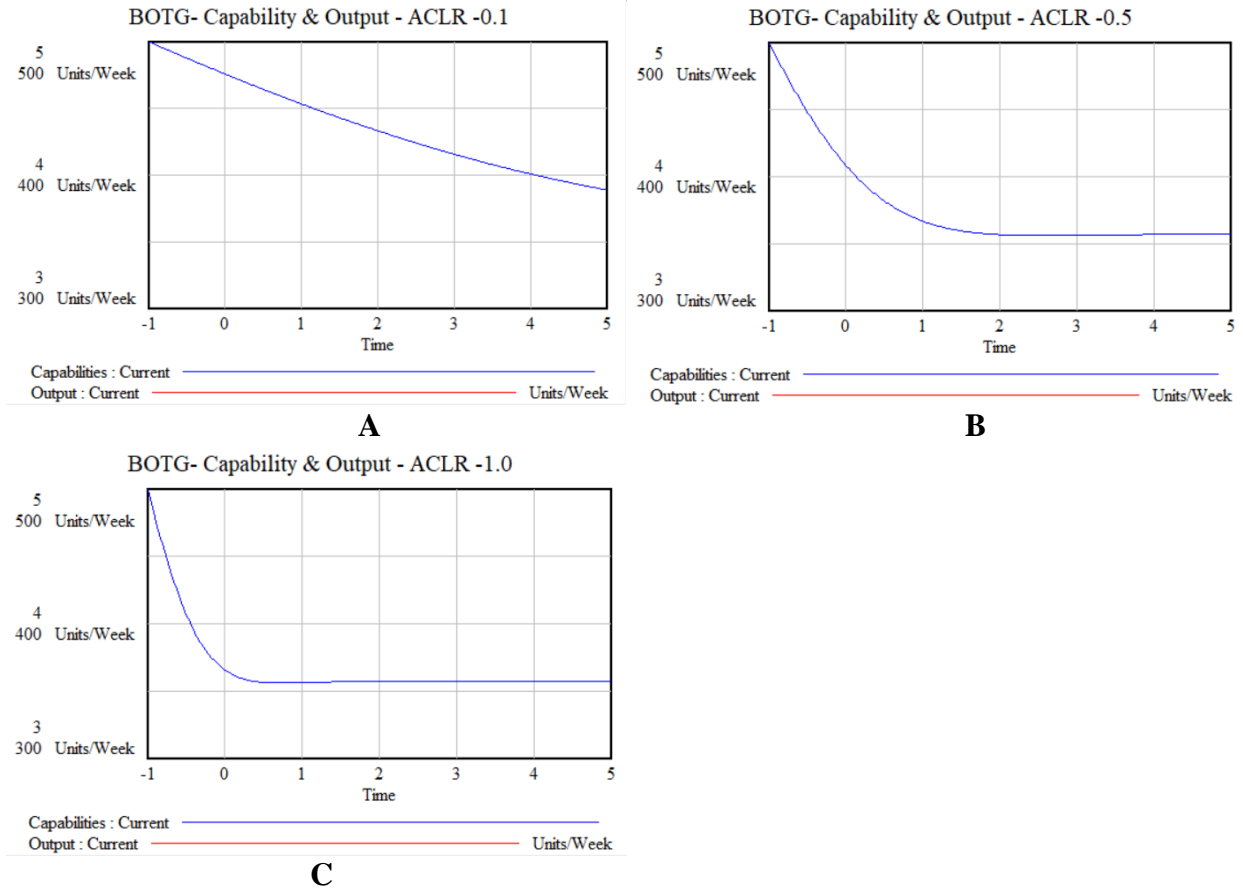 BOTG- Capability & Output - ACLR -0.1
5
500 Units/Week
4
400 Units/Week
3
300 Units/Week
-1 0 1 2 3 4 5
Time
Capabilities : Current
Output : Current Units/Week
A
BOTG- Capability & Output - ACLR -0.5
5
500 Units/Week
4
400 Units/Week
3
300 Units/Week
-1 0 1 2 3 4 5
Time
Capabilities : Current
Output : Current Units/Week
B
BOTG- Capability & Output - ACLR -1.0
5
500 Units/Week
4
400 Units/Week
3
300 Units/Week
-1 0 1 2 3 4 5
Time
Capabilities : Current
Output : Current Units/Week
C